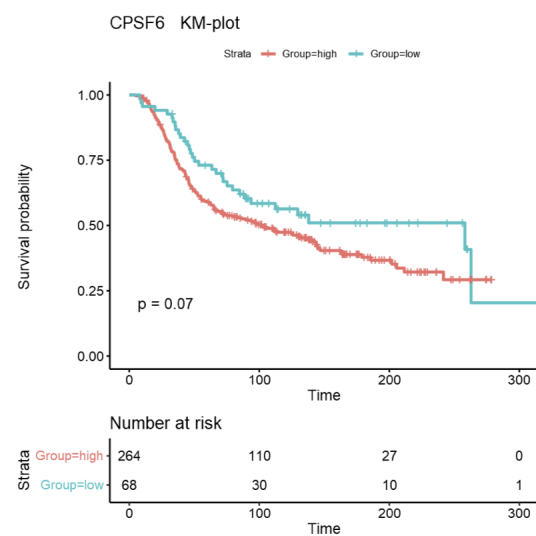 CPSF6 KM-plot
Strata Group=high Group=low
Survival probability
1.00
0.75
0.50
0.25
0.00
p = 0.07
0 100 200 300
Time
Number at risk
Strata
Group=high 264 110 27 0
Group=low 68 30 10 1
0 100 200 300
Time